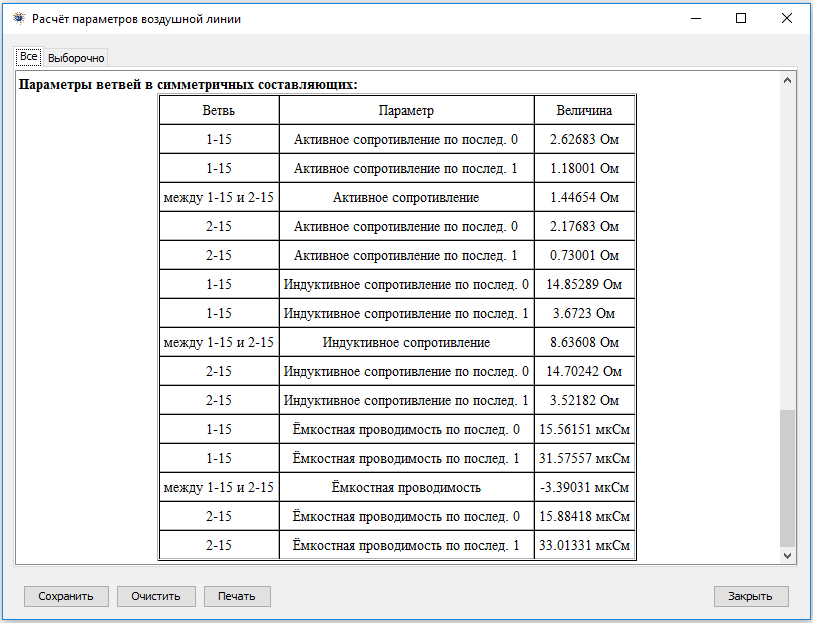 Расчёт параметров воздушной линии
Все Выборочно
Параметры ветвей в симметричных составляющих:
Ветвь Параметр Величина
1-15 Активное сопротивление по послед. 0 2.62683 Ом
1-15 Активное сопротивление по послед. 1 1.18001 Ом
между 1-15 и 2-15 Активное сопротивление 1.44654 Ом
2-15 Активное сопротивление по послед. 0 2.17683 Ом
2-15 Активное сопротивление по послед. 1 0.73001 Ом
1-15 Индуктивное сопротивление по послед. 0 14.85289 Ом
1-15 Индуктивное сопротивление по послед. 1 3.6723 Ом
между 1-15 и 2-15 Индуктивное сопротивление 8.63608 Ом
2-15 Индуктивное сопротивление по послед. 0 14.70242 Ом
2-15 Индуктивное сопротивление по послед. 1 3.52182 Ом
1-15 Ёмкостная проводимость по послед. 0 15.56151 мкСм
1-15 Ёмкостная проводимость по послед. 1 31.57557 мкСм
между 1-15 и 2-15 Ёмкостная проводимость -3.39031 мкСм
2-15 Ёмкостная проводимость по послед. 0 15.88418 мкСм
2-15 Ёмкостная проводимость по послед. 1 33.01331 мкСм
Сохранить Очистить Печать Закрыть